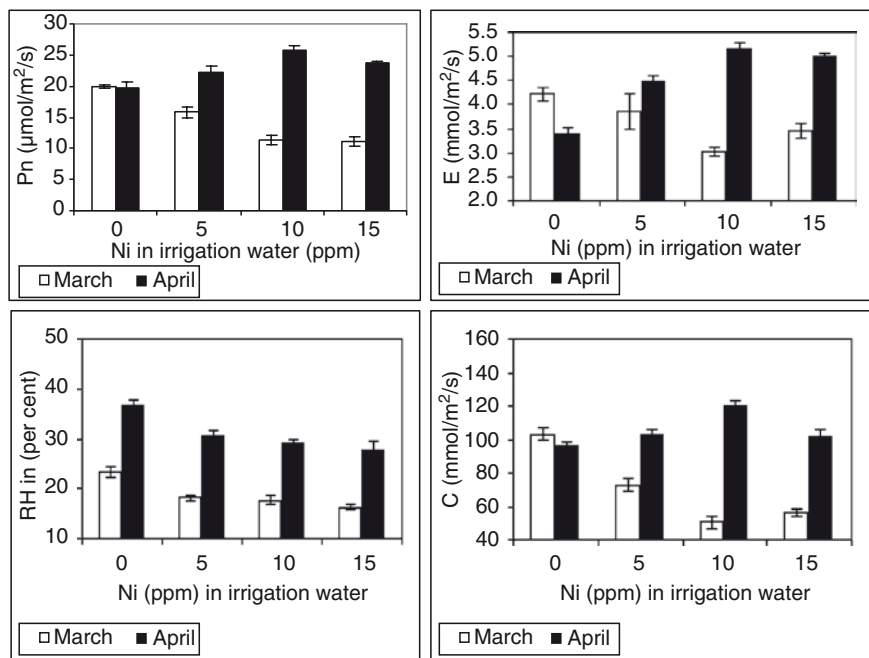 Pn (µmol/m²/s)
30
25
20
15
10
5
0
0 5 10 15
Ni in irrigation water (ppm)
March April
E (mmol/m²/s)
5.5
5.0
4.5
4.0
3.5
3.0
2.5
2.0
0 5 10 15
Ni (ppm) in irrigation water
March April
RH in (per cent)
50
40
30
20
10
0 5 10 15
Ni (ppm) in irrigation water
March April
C (mmol/m²/s)
160
140
120
100
80
60
40
0 5 10 15
Ni (ppm) in irrigation water
March April